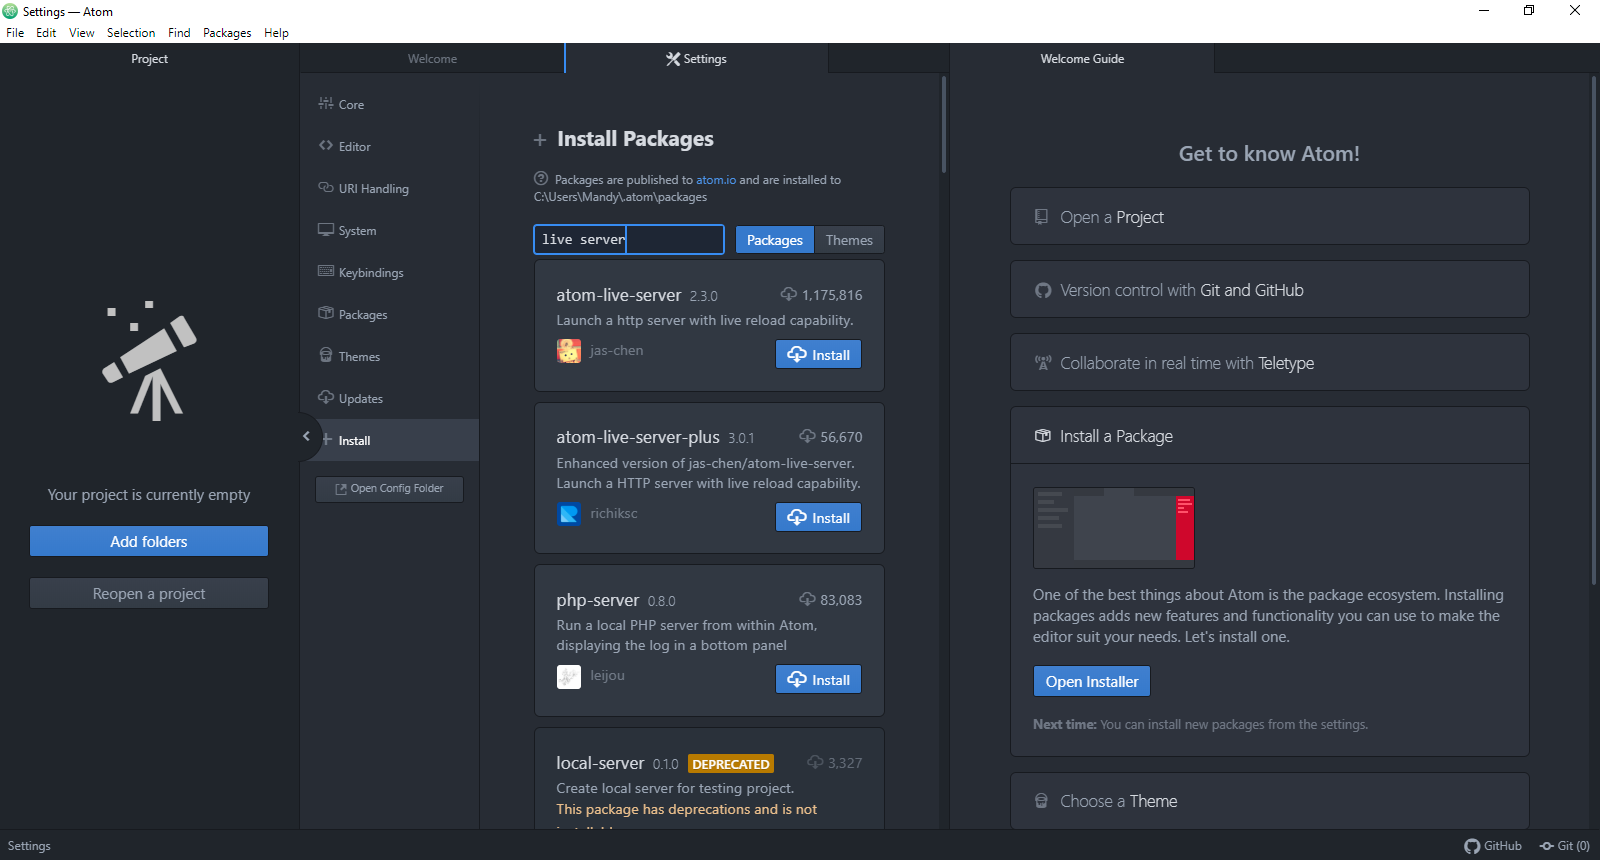 Settings — Atom
File Edit View Selection Find Packages Help
Project
Welcome
Settings
Welcome Guide
Your project is currently empty
Add folders
Reopen a project
Core
Editor
URI Handling
System
Keybindings
Packages
Themes
Updates
Install
Open Config Folder
Install Packages
Packages are published to atom.io and are installed to
C:\Users\Mandy\.atom\packages
live server
Packages Themes
atom-live-server 2.3.0 1,175,816
Launch a http server with live reload capability.
jas-chen Install
atom-live-server-plus 3.0.1 56,670
Enhanced version of jas-chen/atom-live-server.
Launch a HTTP server with live reload capability.
richiksc Install
php-server 0.8.0 83,083
Run a local PHP server from within Atom,
displaying the log in a bottom panel
leijou Install
local-server 0.1.0 DEPRECATED 3,327
Create local server for testing project.
This package has deprecations and is not
Get to know Atom!
Open a Project
Version control with Git and GitHub
Collaborate in real time with Teletype
Install a Package
One of the best things about Atom is the package ecosystem. Installing
packages adds new features and functionality you can use to make the
editor suit your needs. Let's install one.
Open Installer
Next time: You can install new packages from the settings.
Choose a Theme
Settings
GitHub Git (0)